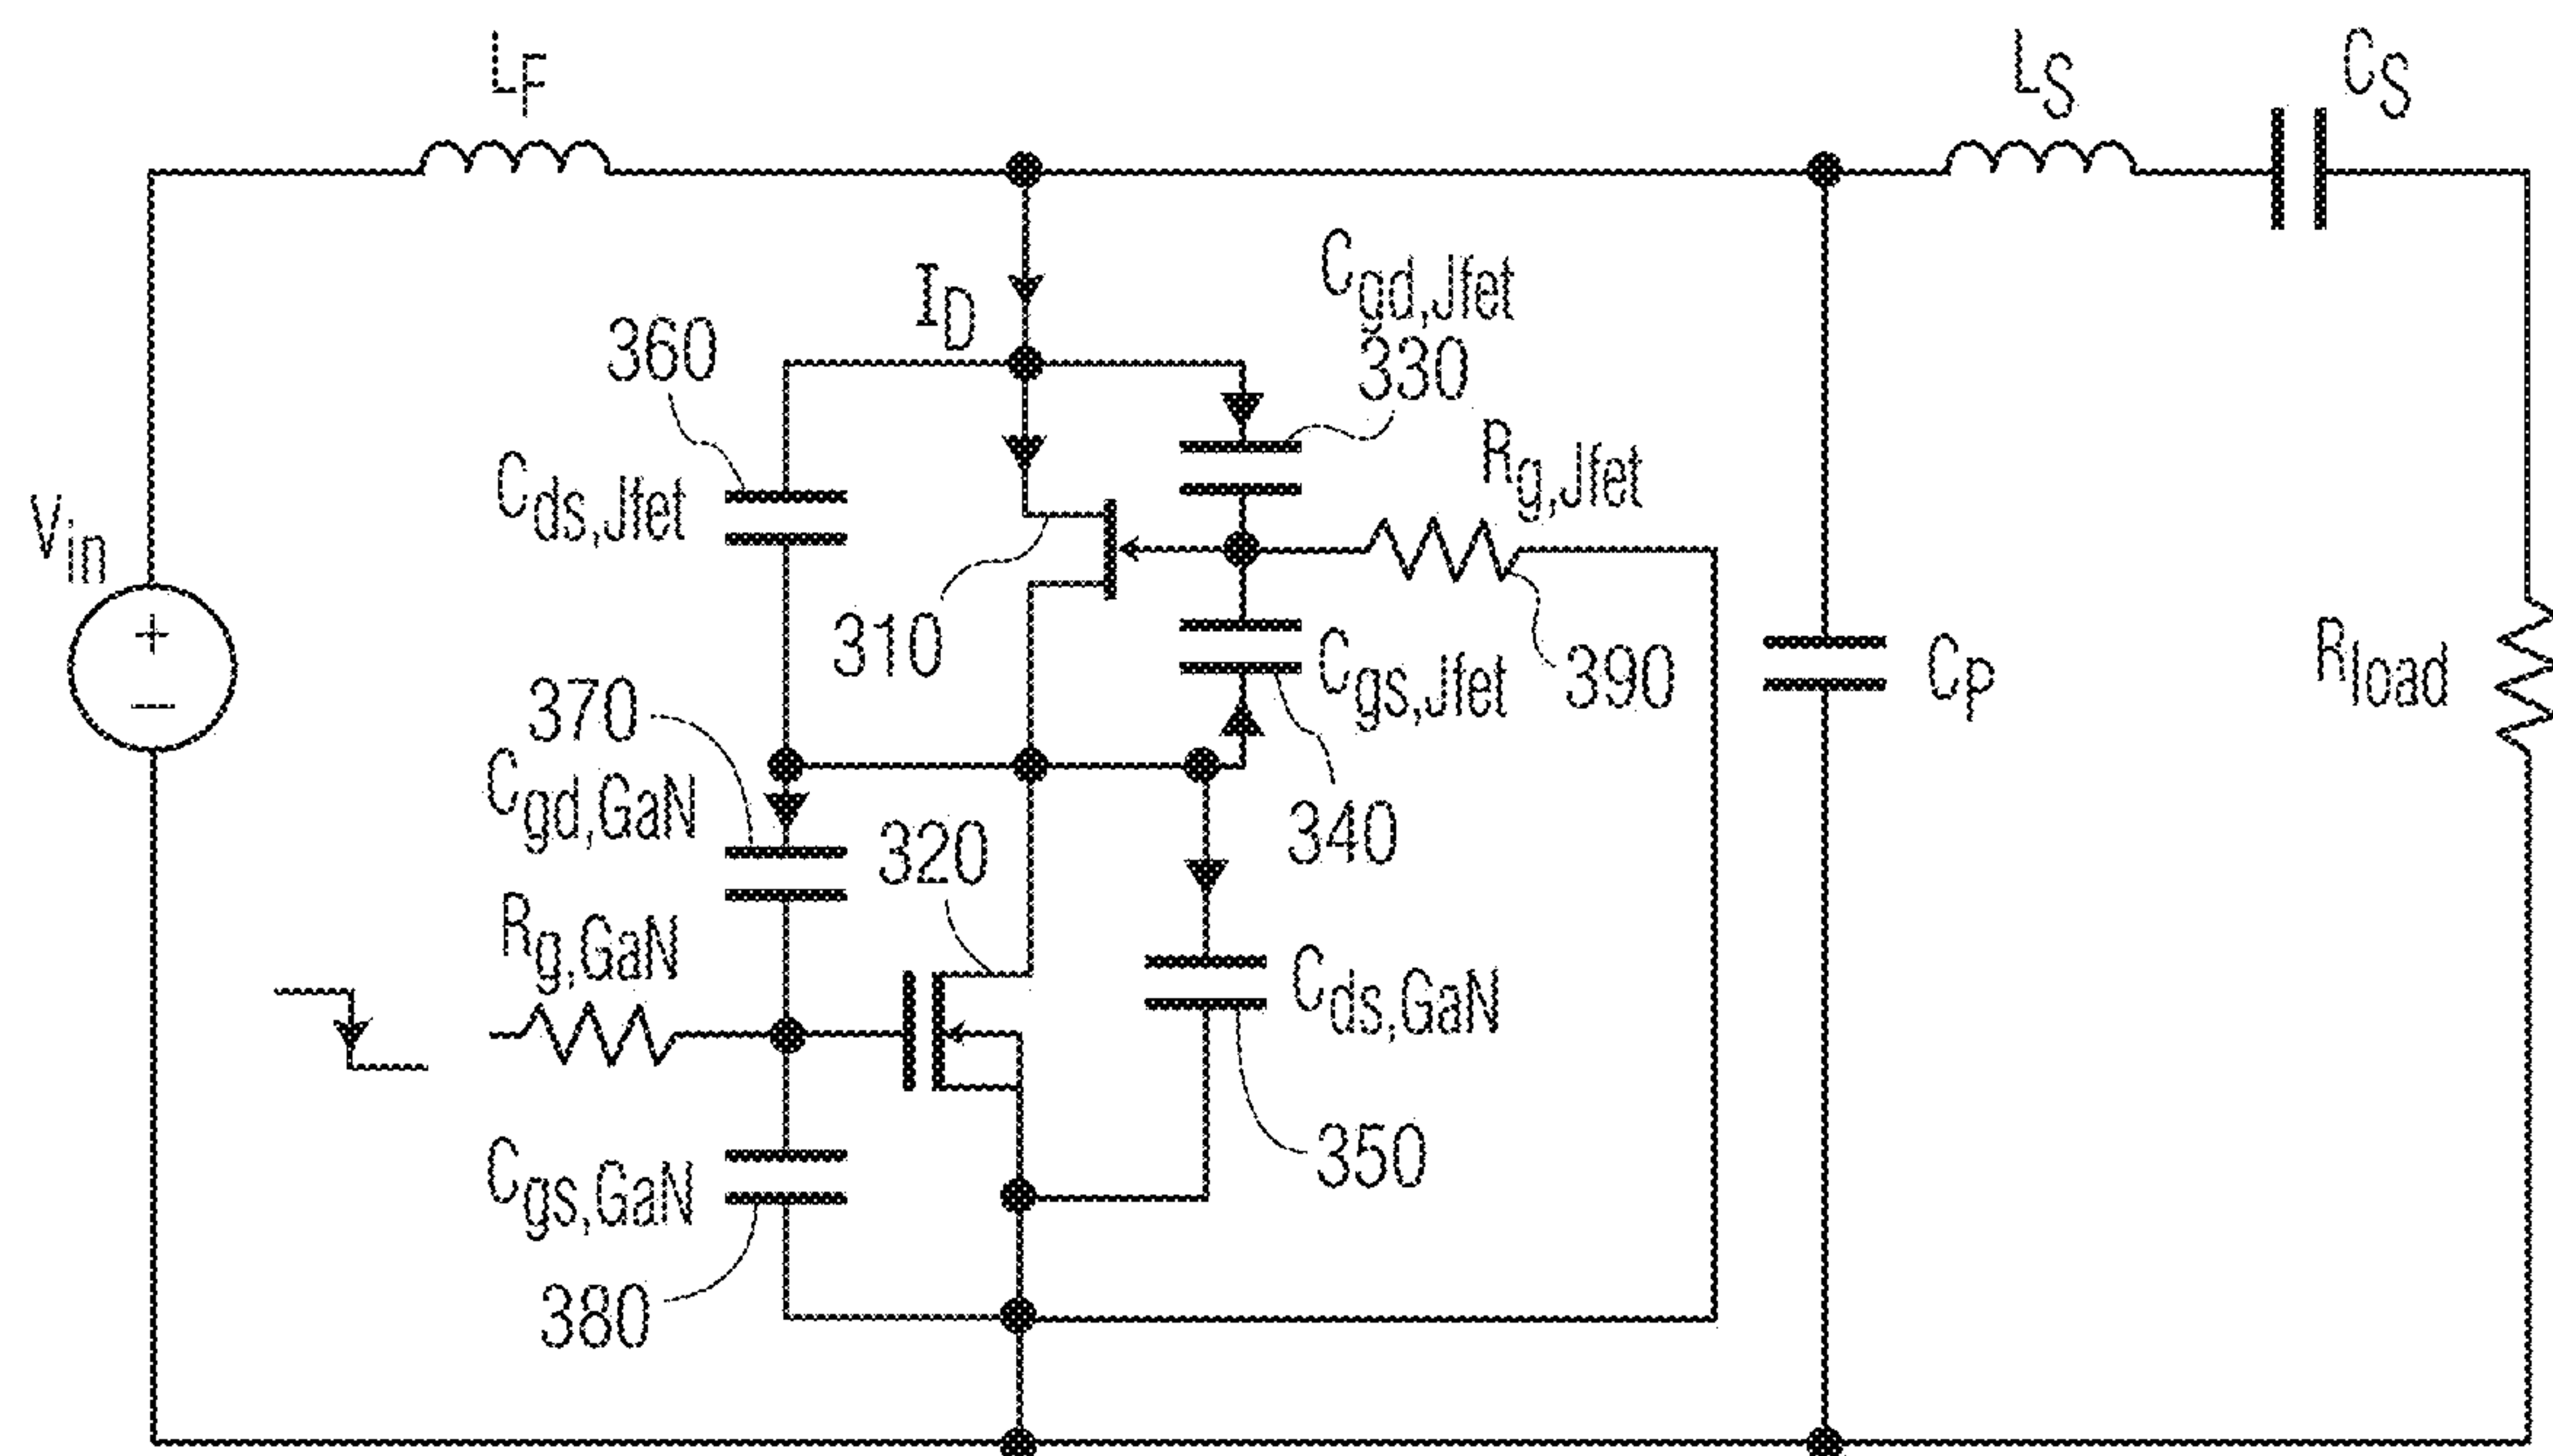 LF
LS
CS
ID
Cgd,Jfet
360
330
Rg,Jfet
Cds,Jfet
Vin
+
310
Cgs,Jfet
390
CP
Rload
−
370
Cgd,GaN
320
340
Rg,GaN
Cds,GaN
Cgs,GaN
350
380